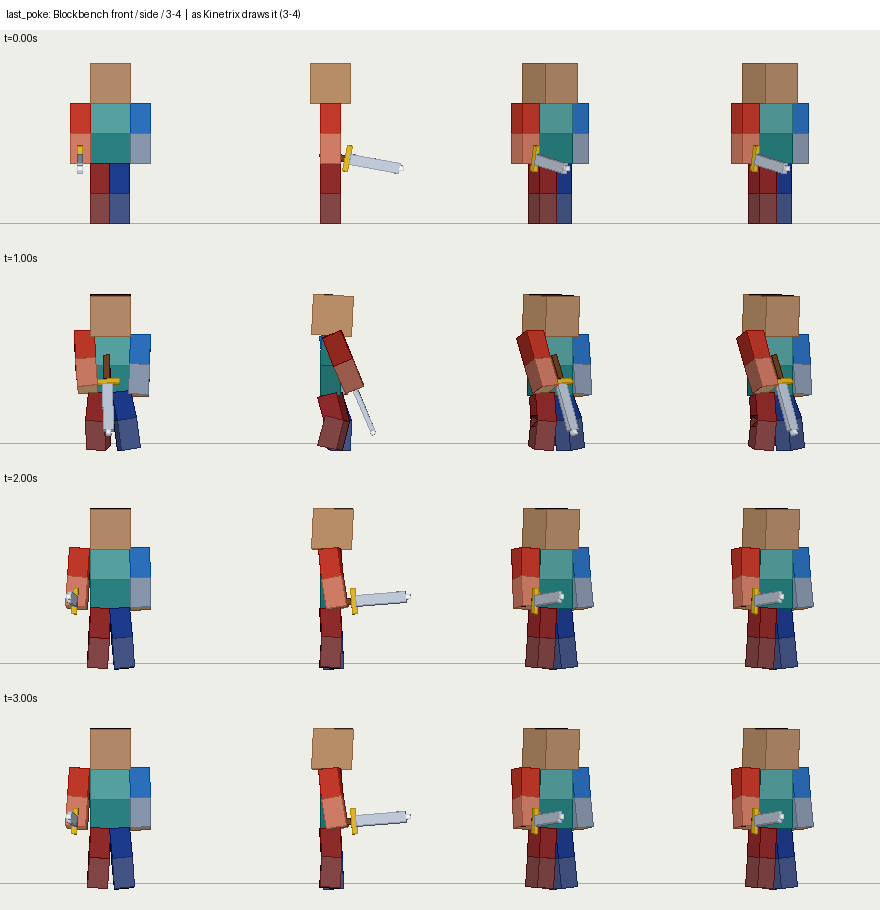 last_poke: Blockbench front / side / 3-4 | as Kinetrix draws it (3-4)
t=0.00s
t=1.00s
t=2.00s
t=3.00s